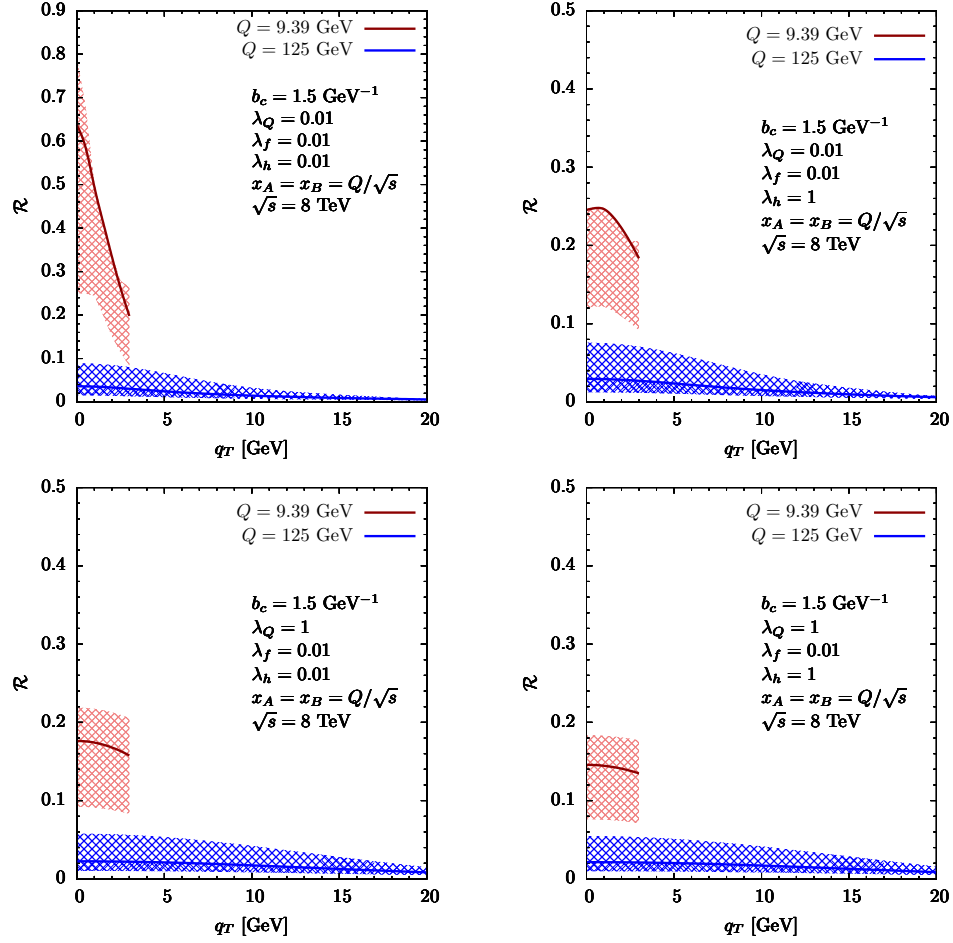 0.9
0.8
0.7
0.6
0.5
0.4
0.3
0.2
0.1
0
ℛ
Q = 9.39 GeV
Q = 125 GeV
b_c = 1.5 GeV⁻¹
λ_Q = 0.01
λ_f = 0.01
λ_h = 0.01
x_A = x_B = Q/√s
√s = 8 TeV
0 5 10 15 20
q_T [GeV]
0.5
0.4
0.3
0.2
0.1
0
ℛ
Q = 9.39 GeV
Q = 125 GeV
b_c = 1.5 GeV⁻¹
λ_Q = 0.01
λ_f = 0.01
λ_h = 1
x_A = x_B = Q/√s
√s = 8 TeV
0 5 10 15 20
q_T [GeV]
0.5
0.4
0.3
0.2
0.1
0
ℛ
Q = 9.39 GeV
Q = 125 GeV
b_c = 1.5 GeV⁻¹
λ_Q = 1
λ_f = 0.01
λ_h = 0.01
x_A = x_B = Q/√s
√s = 8 TeV
0 5 10 15 20
q_T [GeV]
0.5
0.4
0.3
0.2
0.1
0
ℛ
Q = 9.39 GeV
Q = 125 GeV
b_c = 1.5 GeV⁻¹
λ_Q = 1
λ_f = 0.01
λ_h = 1
x_A = x_B = Q/√s
√s = 8 TeV
0 5 10 15 20
q_T [GeV]